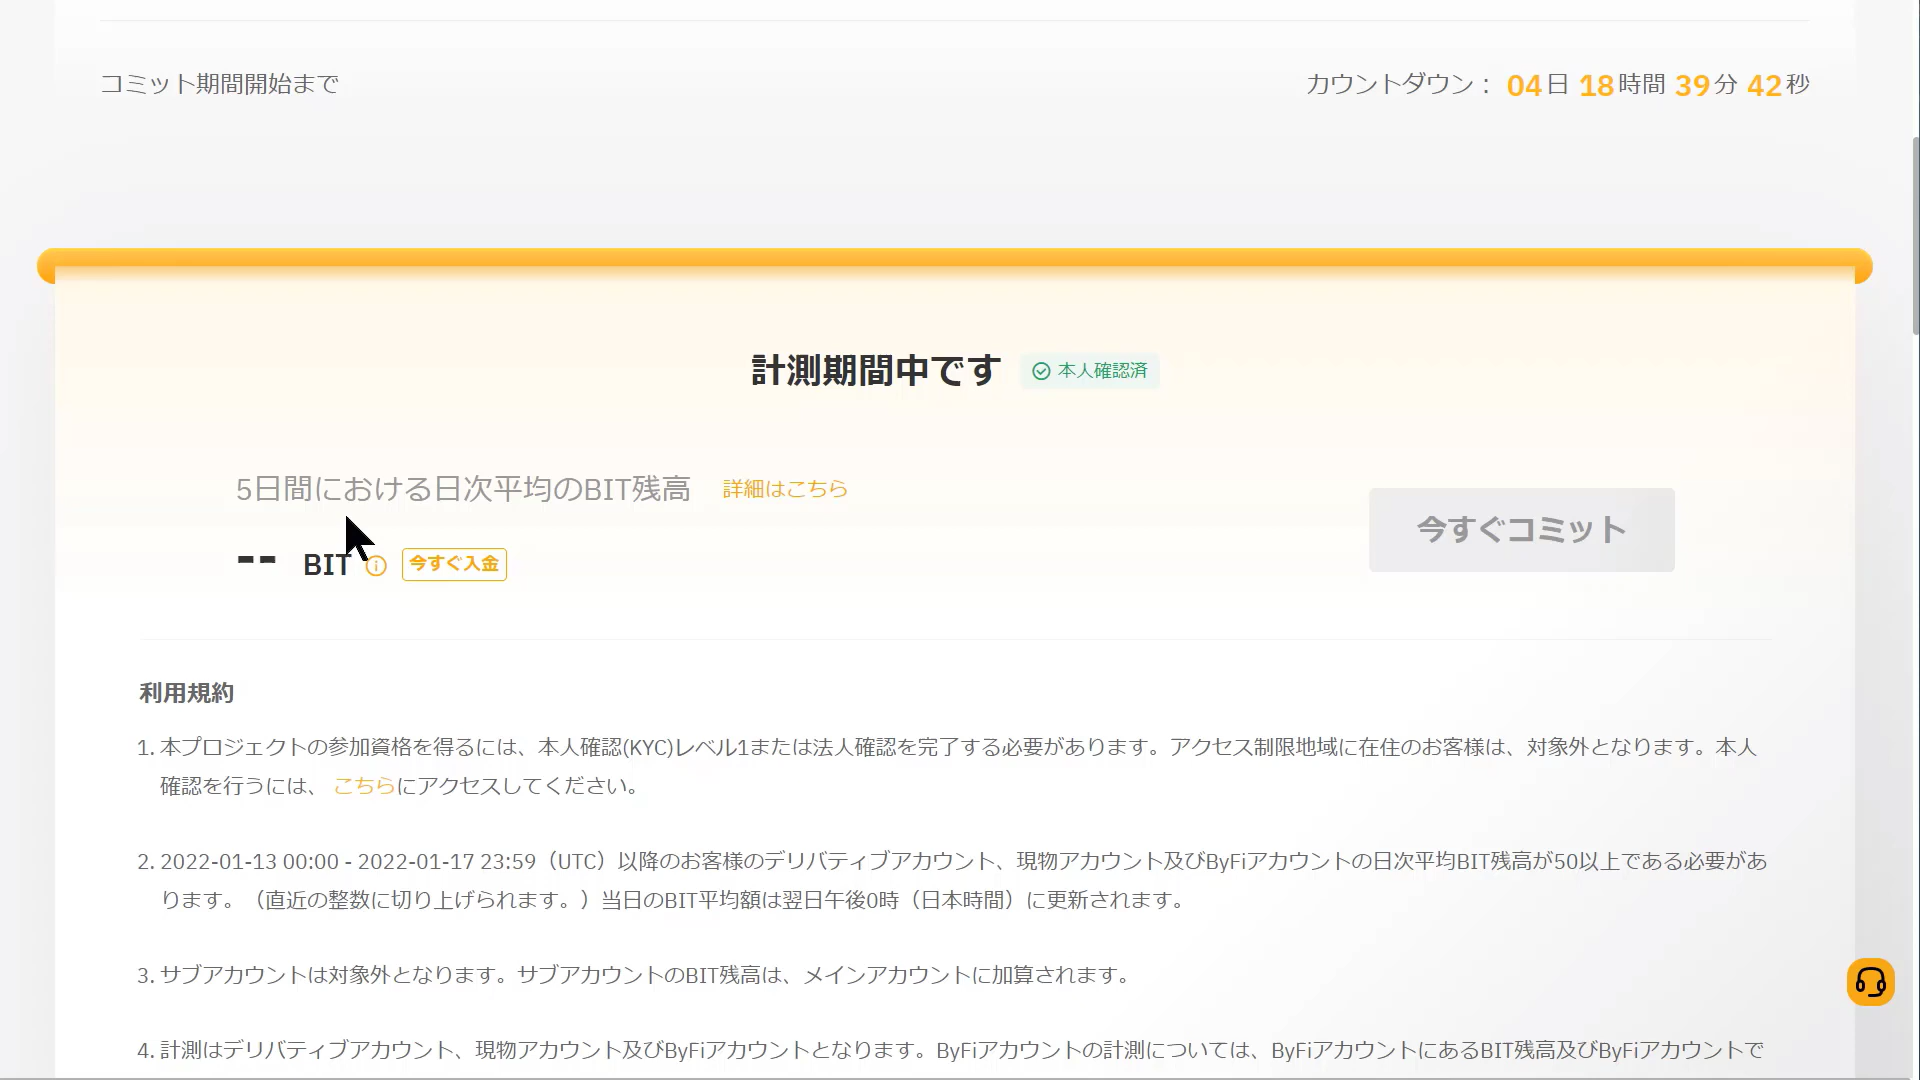 コミット期間開始まで
カウントダウン： 04日 18時間 39分 42秒
計測期間中です 本人確認済
5日間における日次平均のBIT残高 詳細はこちら
-- BIT 今すぐ入金
今すぐコミット
利用規約
1. 本プロジェクトの参加資格を得るには、本人確認(KYC)レベル1または法人確認を完了する必要があります。アクセス制限地域に在住のお客様は、対象外となります。本人
確認を行うには、 こちらにアクセスしてください。
2. 2022-01-13 00:00 - 2022-01-17 23:59（UTC）以降のお客様のデリバティブアカウント、現物アカウント及びByFiアカウントの日次平均BIT残高が50以上である必要があ
ります。（直近の整数に切り上げられます。）当日のBIT平均額は翌日午後0時（日本時間）に更新されます。
3. サブアカウントは対象外となります。サブアカウントのBIT残高は、メインアカウントに加算されます。
4. 計測はデリバティブアカウント、現物アカウント及びByFiアカウントとなります。ByFiアカウントの計測については、ByFiアカウントにあるBIT残高及びByFiアカウントで